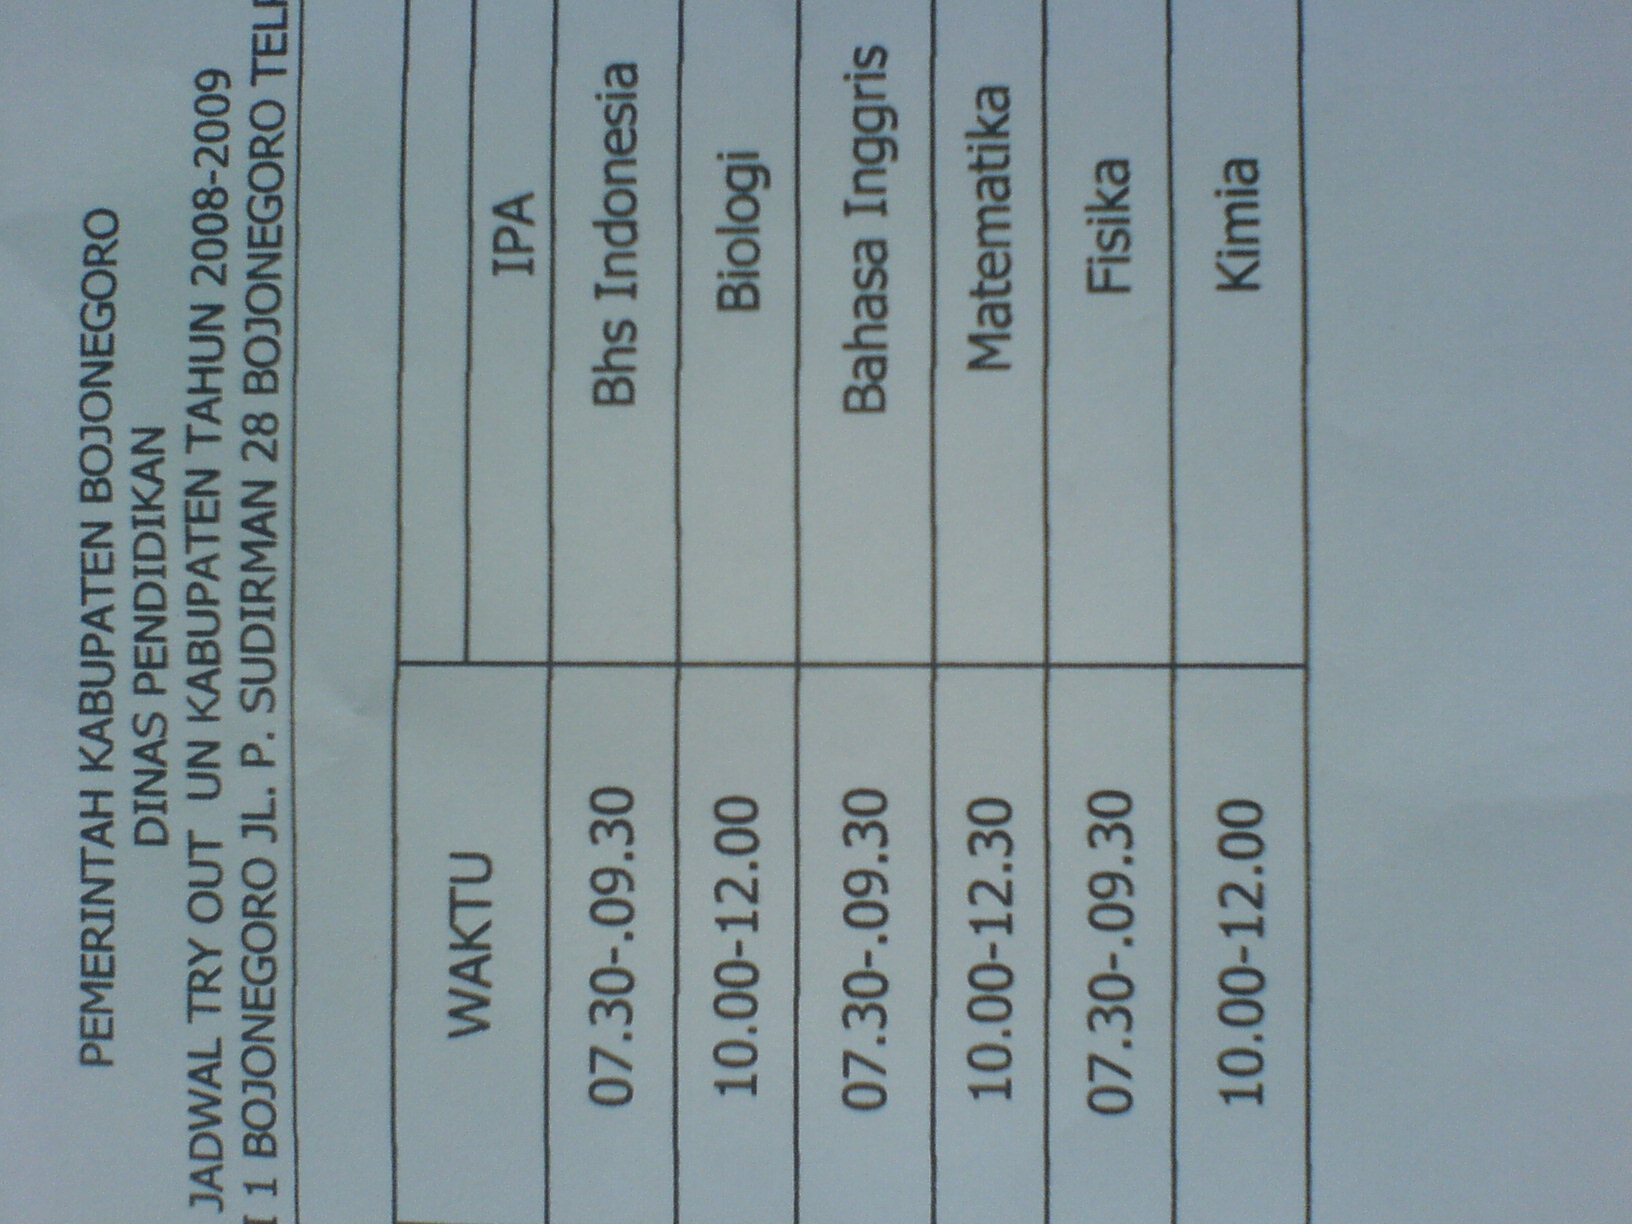 PEMERINTAH KABUPATEN BOJONEGORO
DINAS PENDIDIKAN
JADWAL TRY OUT UN KABUPATEN TAHUN 2008-2009
1 BOJONEGORO JL. P. SUDIRMAN 28 BOJONEGORO TEL
WAKTU
IPA
07.30-.09.30 Bhs Indonesia
10.00-12.00 Biologi
07.30-.09.30 Bahasa Inggris
10.00-12.30 Matematika
07.30-.09.30 Fisika
10.00-12.00 Kimia